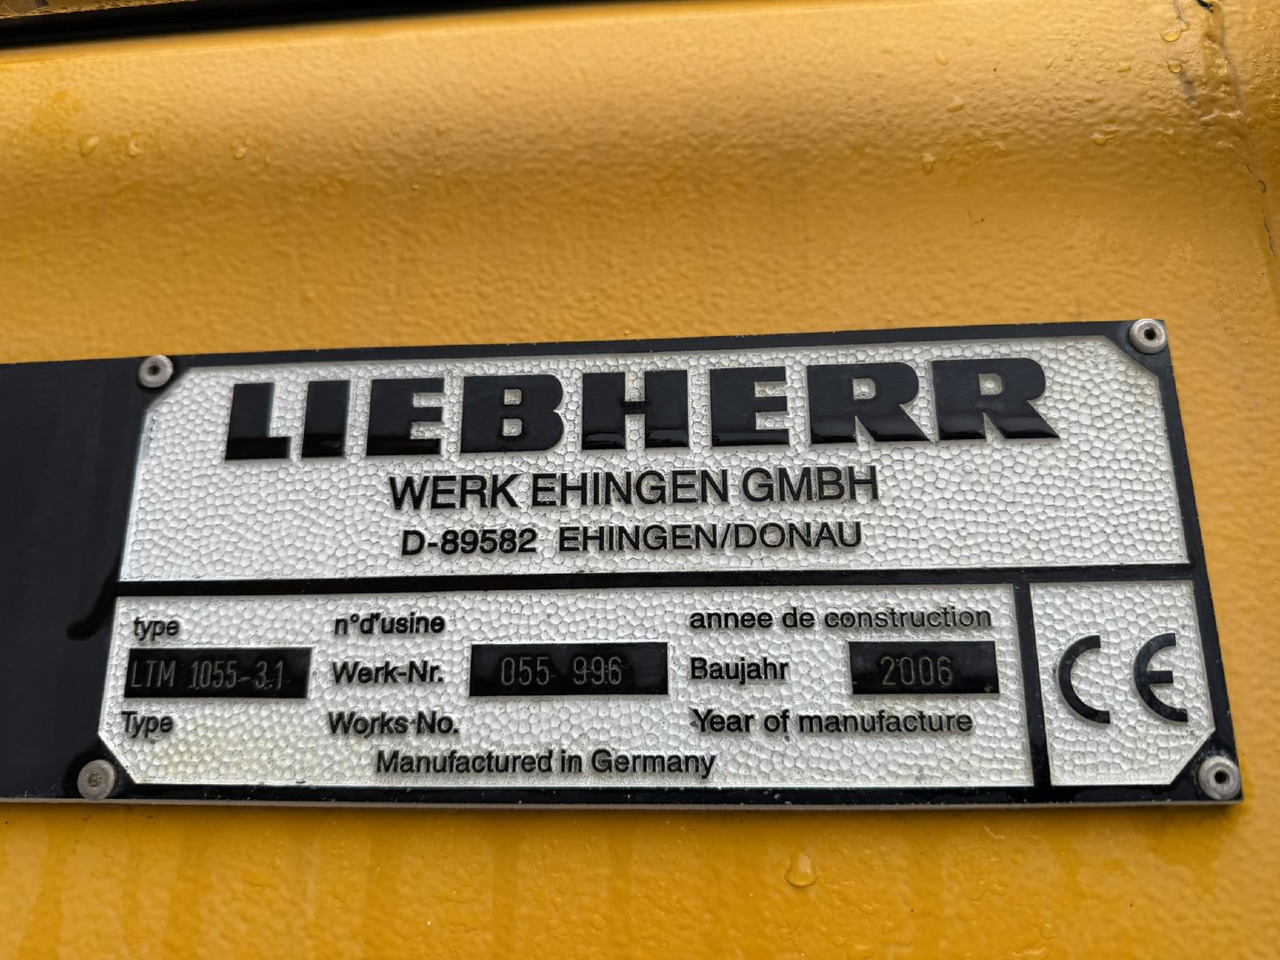 LIEBHERR
WERK EHINGEN GMBH
D-89582 EHINGEN/DONAU
type n°d'usine annee de construction
LTM 1055-3.1 Werk-Nr. 055 996 Baujahr 2006
Type Works No. Year of manufacture
Manufactured in Germany
CE